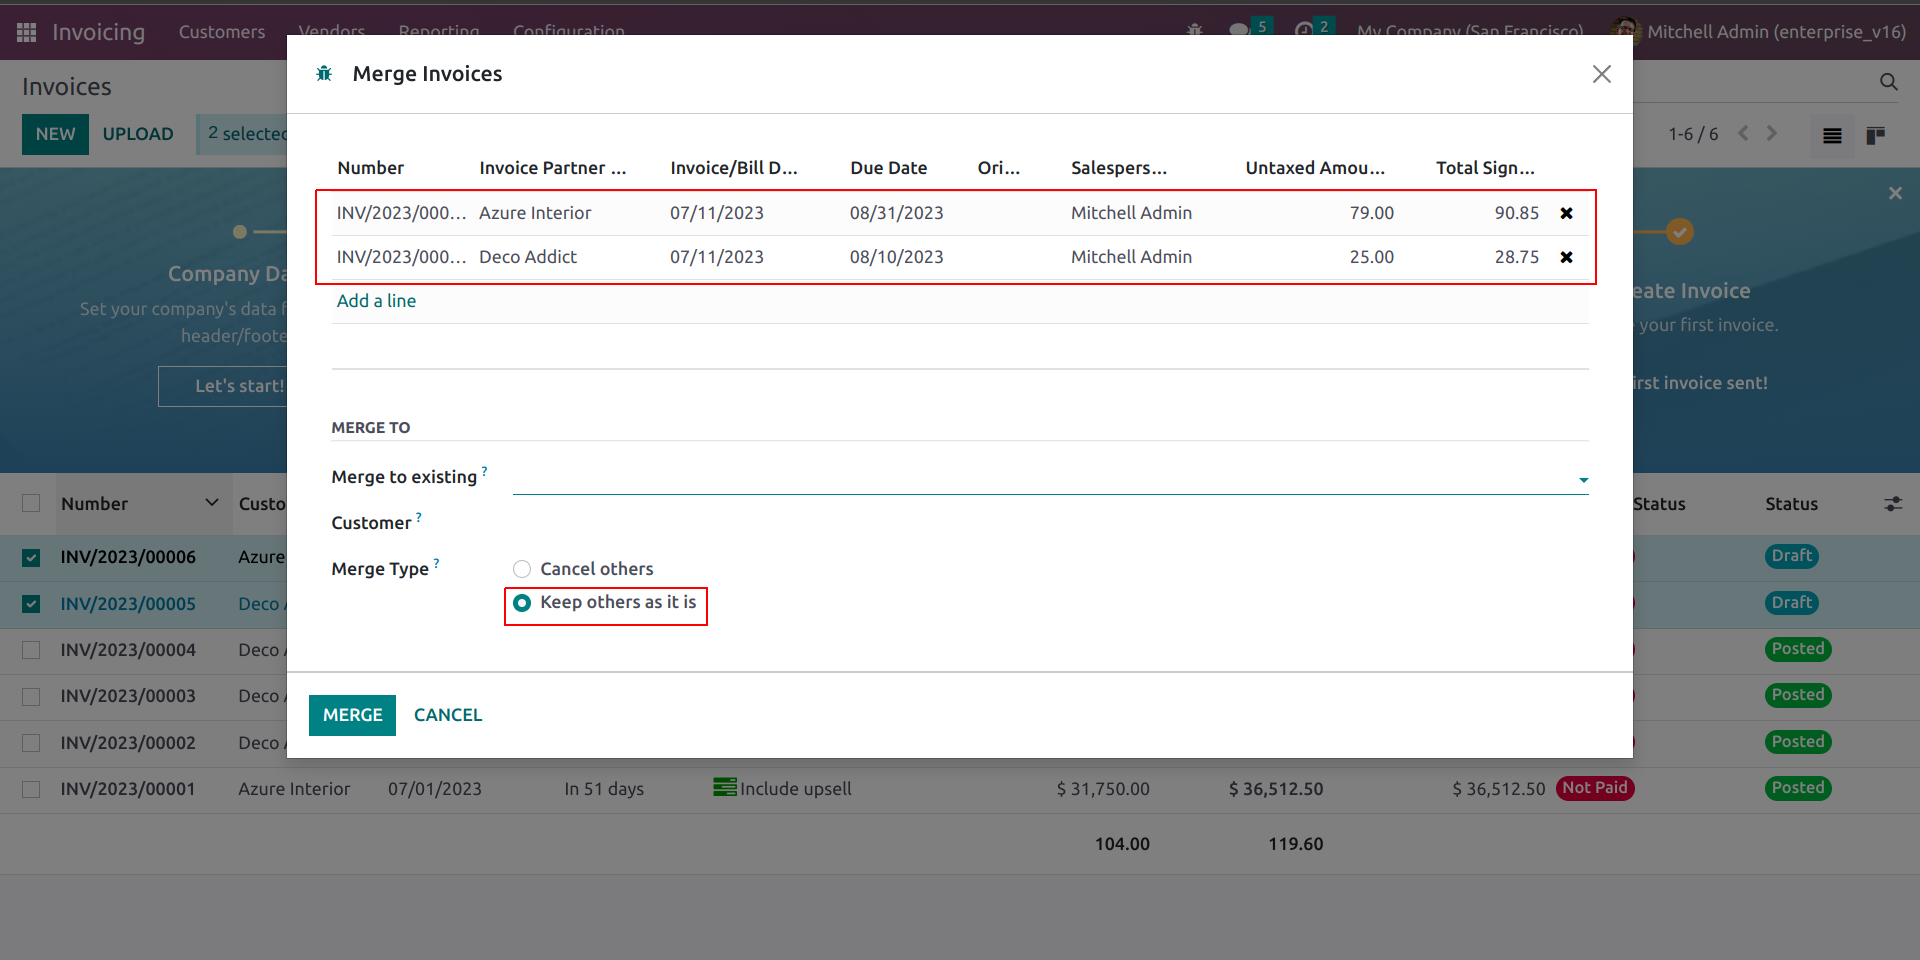 Invoicing Customers Vendors Reporting Configuration 5 2 My Company (San Francisco) Mitchell Admin (enterprise_v16)
Invoices
NEW UPLOAD 2 selected 1-6 / 6
Merge Invoices
Number Invoice Partner ... Invoice/Bill D... Due Date Ori... Salespers... Untaxed Amou... Total Sign...
INV/2023/000... Azure Interior 07/11/2023 08/31/2023 Mitchell Admin 79.00 90.85
INV/2023/000... Deco Addict 07/11/2023 08/10/2023 Mitchell Admin 25.00 28.75
Add a line
Company Da
Set your company's data f
header/foote
Let's start!
eate Invoice
your first invoice.
irst invoice sent!
MERGE TO
Merge to existing ?
Customer ?
Merge Type ? Cancel others
Keep others as it is
MERGE CANCEL
Number Custo Status Status
INV/2023/00006 Azure Draft
INV/2023/00005 Deco Draft
INV/2023/00004 Deco Posted
INV/2023/00003 Deco Posted
INV/2023/00002 Deco Posted
INV/2023/00001 Azure Interior 07/01/2023 In 51 days Include upsell $ 31,750.00 $ 36,512.50 $ 36,512.50 Not Paid Posted
104.00 119.60